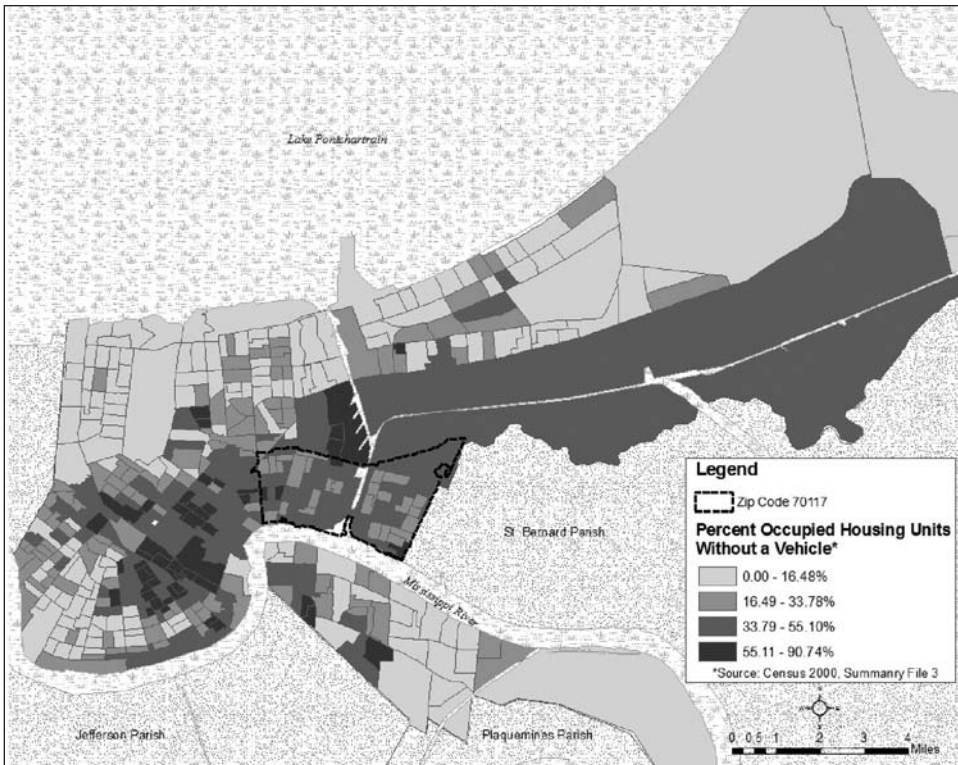 Lake Pontchartrain
Legend
Zip Code 70117
Percent Occupied Housing Units
Without a Vehicle*
0.00 - 16.48%
16.49 - 33.78%
33.79 - 55.10%
55.11 - 90.74%
*Source: Census 2000, Summanry File 3
St. Bernard Parish
Mississippi River
Jefferson Parish
Plaquemines Parish
0 0.5 1 2 3 4
Miles